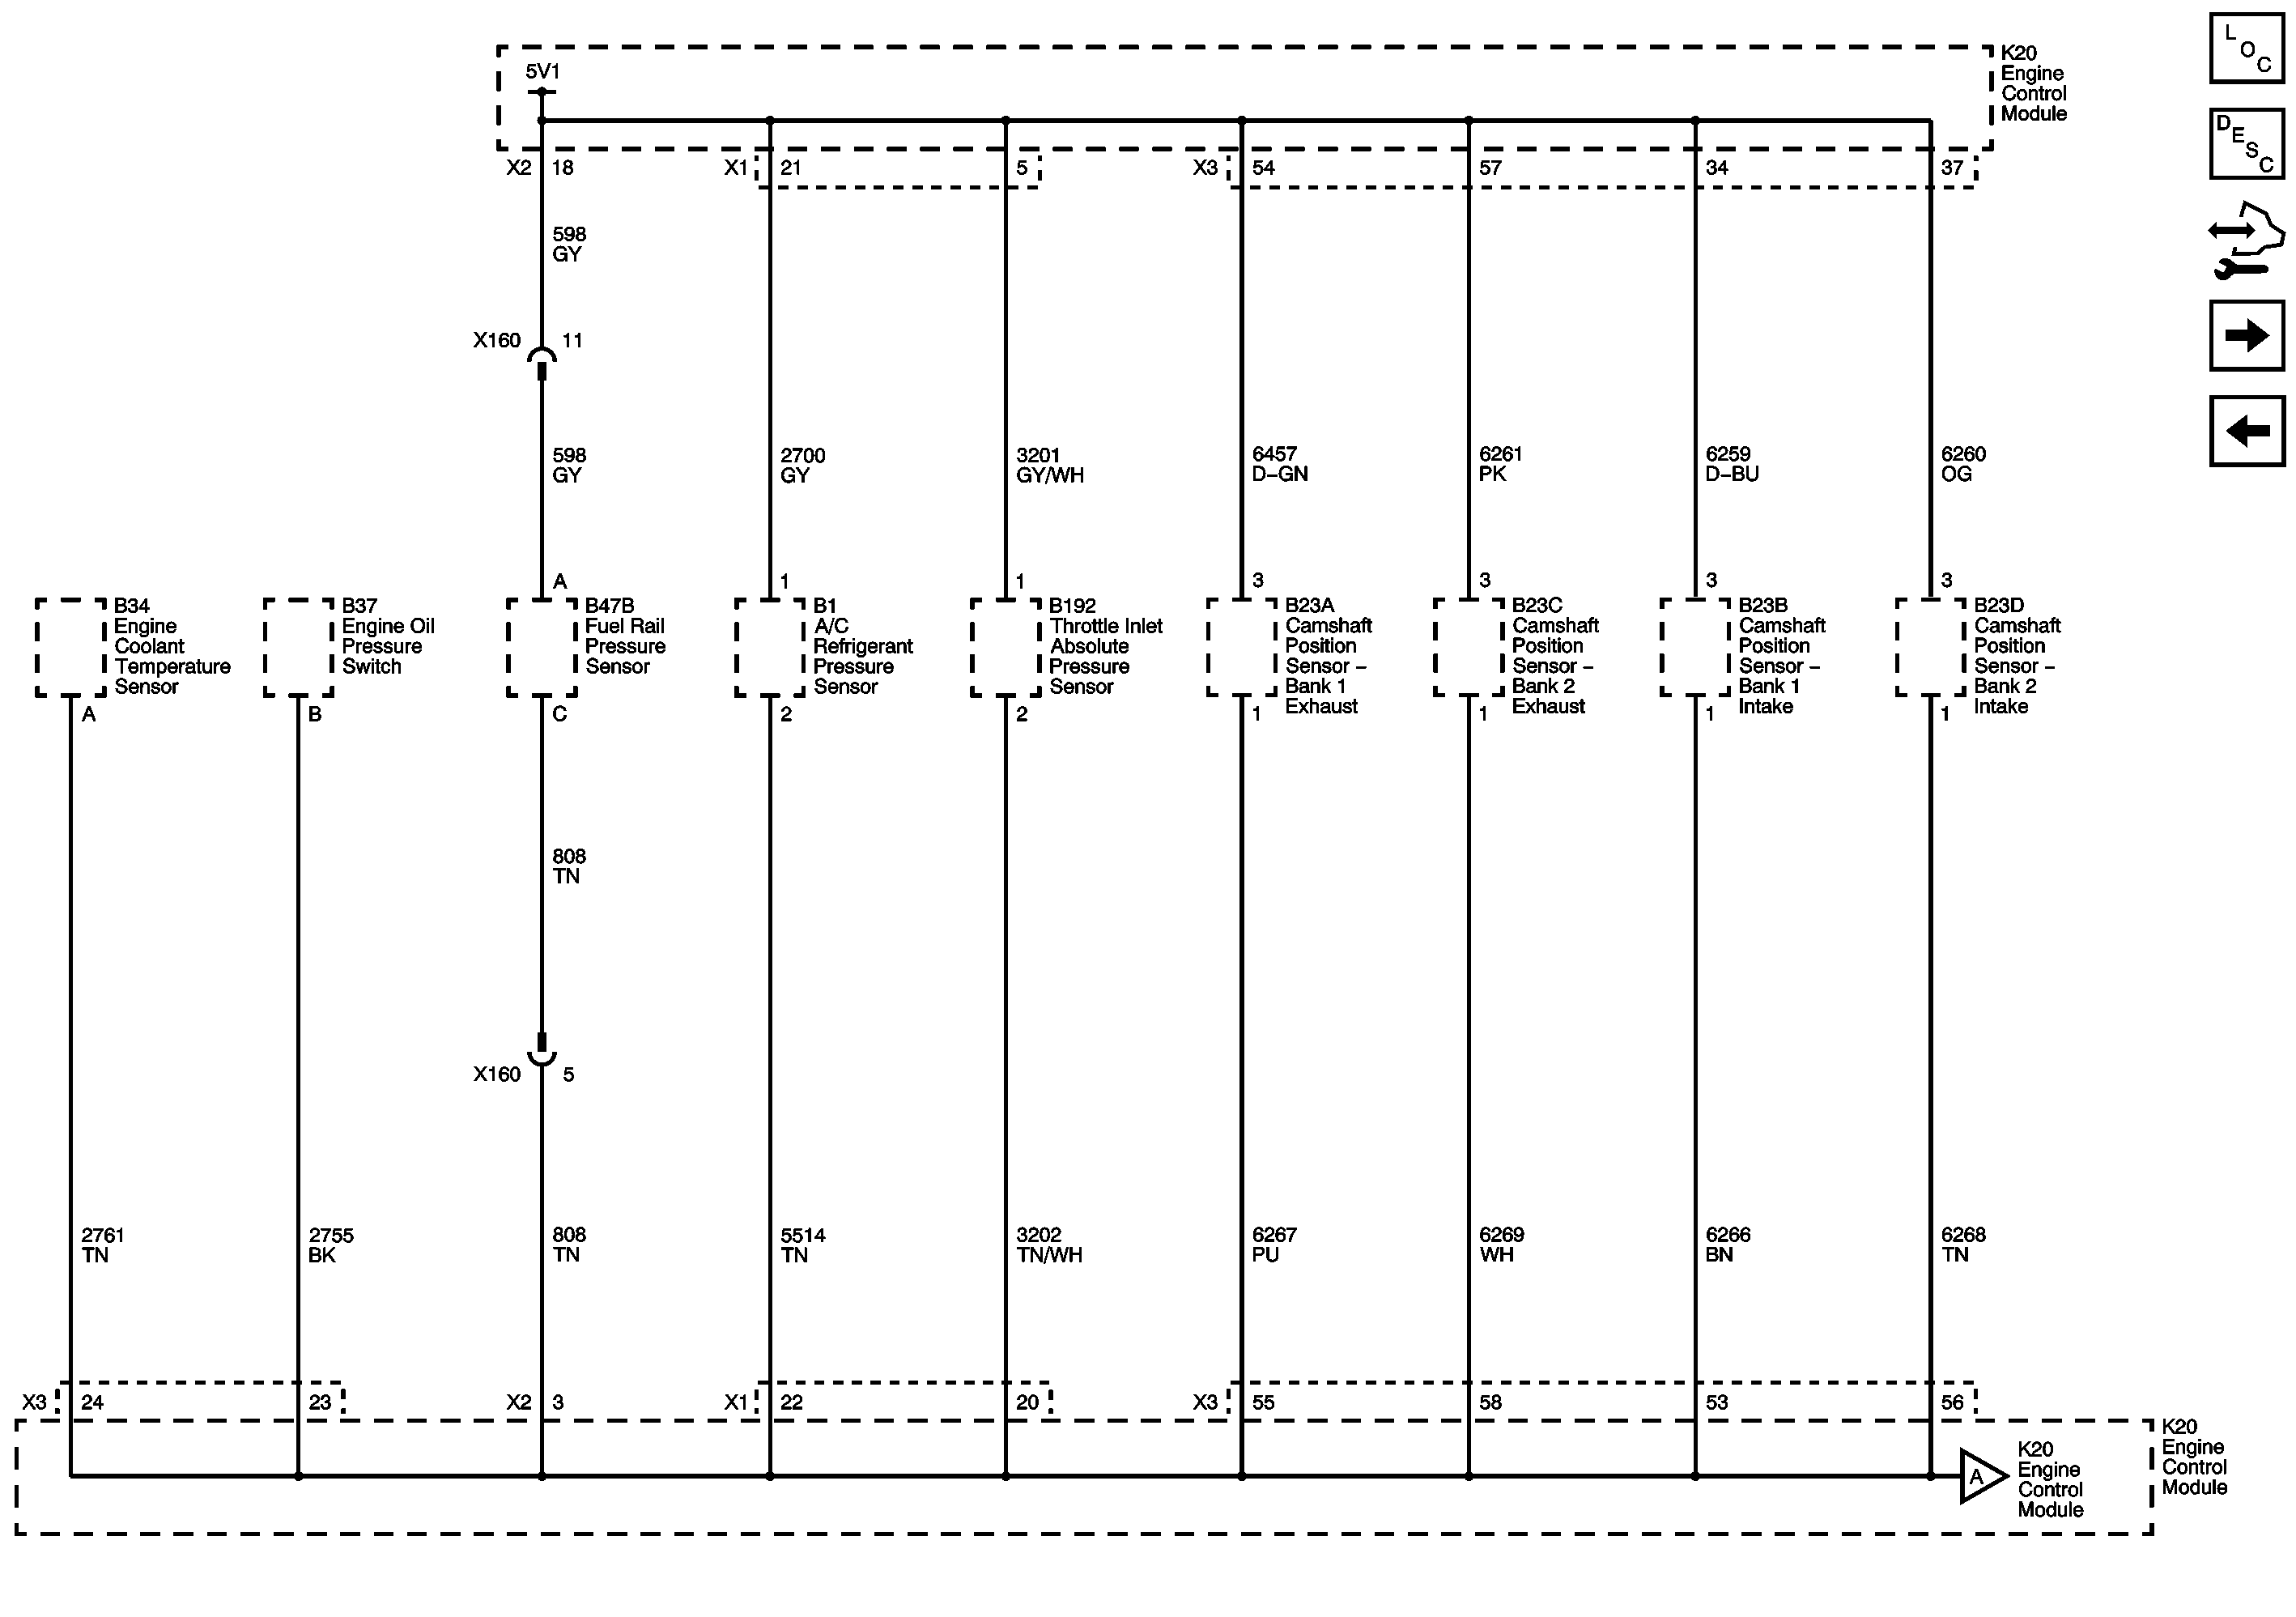 5V1
K20
Engine
Control
Module
X2 18
X1 21
5
X3 54
57
34
37
598
GY
X160 11
598
GY
2700
GY
3201
GY/WH
6457
D-GN
6261
PK
6259
D-BU
6260
OG
A
1
1
3
3
3
3
B34
Engine
Coolant
Temperature
Sensor
B37
Engine Oil
Pressure
Switch
B47B
Fuel Rail
Pressure
Sensor
B1
A/C
Refrigerant
Pressure
Sensor
B192
Throttle Inlet
Absolute
Pressure
Sensor
B23A
Camshaft
Position
Sensor –
Bank 1
Exhaust
B23C
Camshaft
Position
Sensor –
Bank 2
Exhaust
B23B
Camshaft
Position
Sensor –
Bank 1
Intake
B23D
Camshaft
Position
Sensor –
Bank 2
Intake
A
B
C
2
2
1
1
1
1
808
TN
X160 5
2761
TN
2755
BK
808
TN
5514
TN
3202
TN/WH
6267
PU
6269
WH
6266
BN
6268
TN
X3 24
23
X2 3
X1 22
20
X3 55
58
53
56
A
K20
Engine
Control
Module
K20
Engine
Control
Module
LOC
DESC